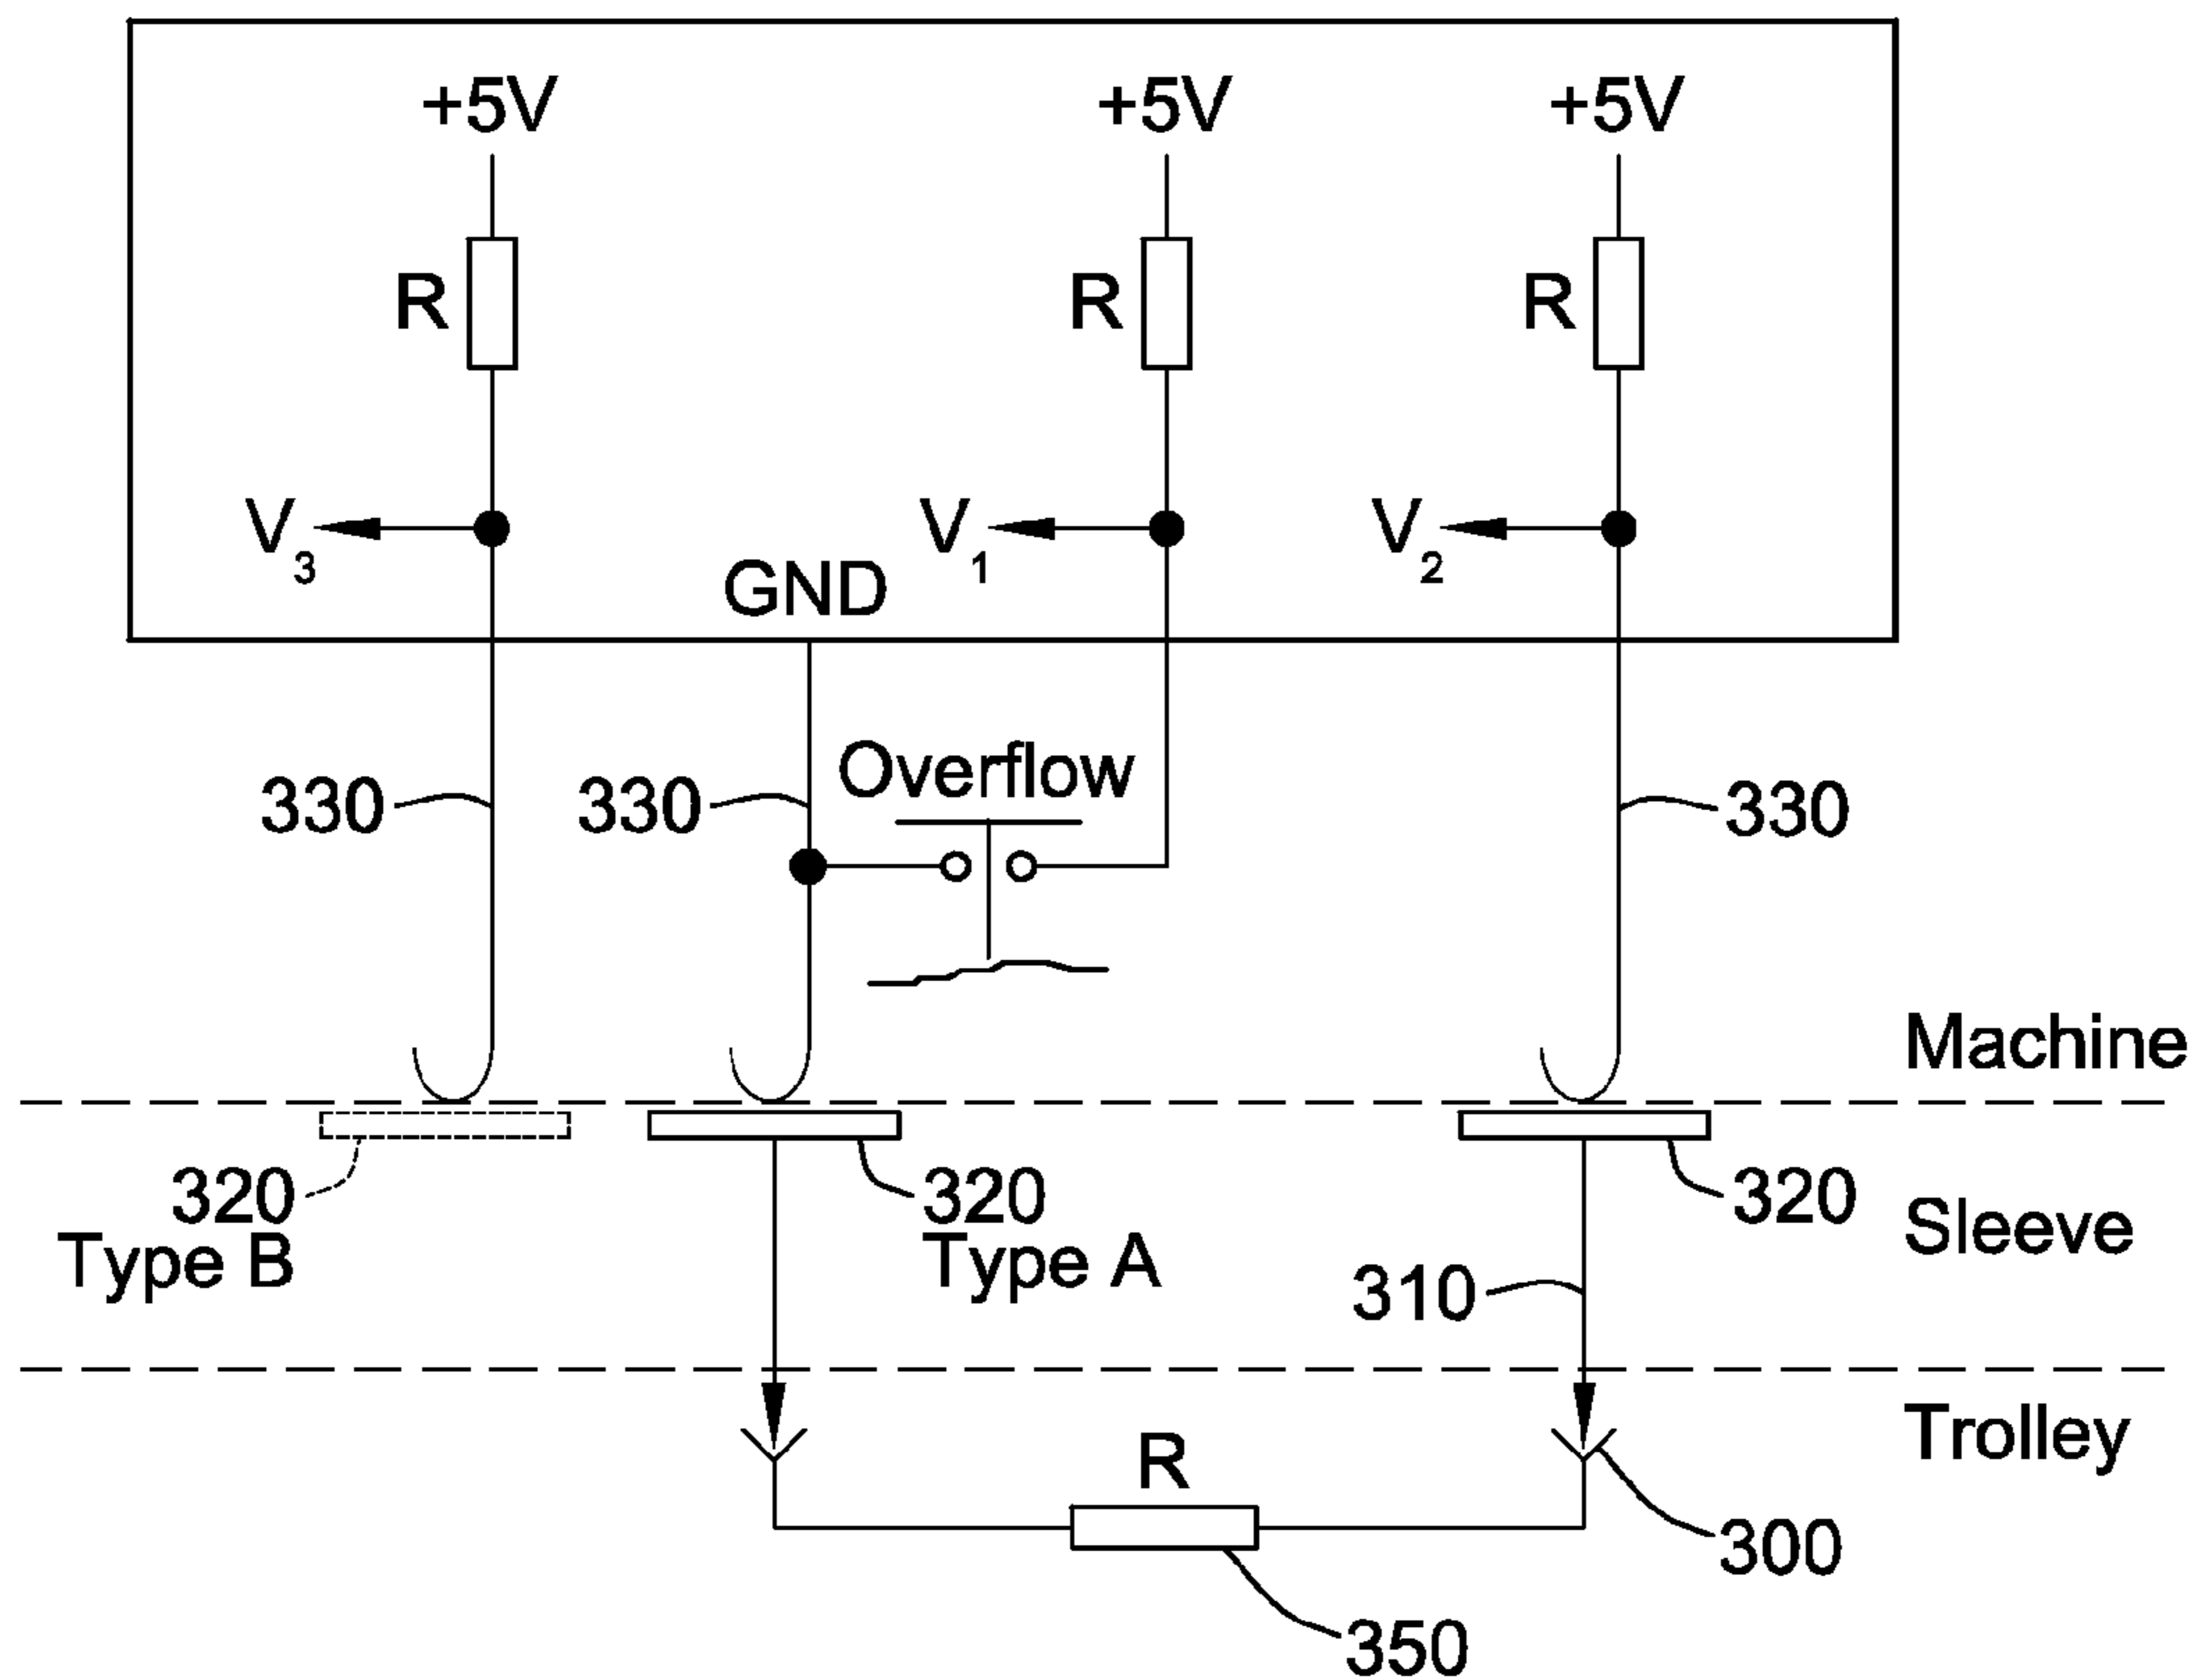 +5V +5V +5V
R R R
V3 V1 V2
GND
Overflow
330 330 330
Machine
320 320 320
Type B Type A
Sleeve
310
Trolley
R
300
350